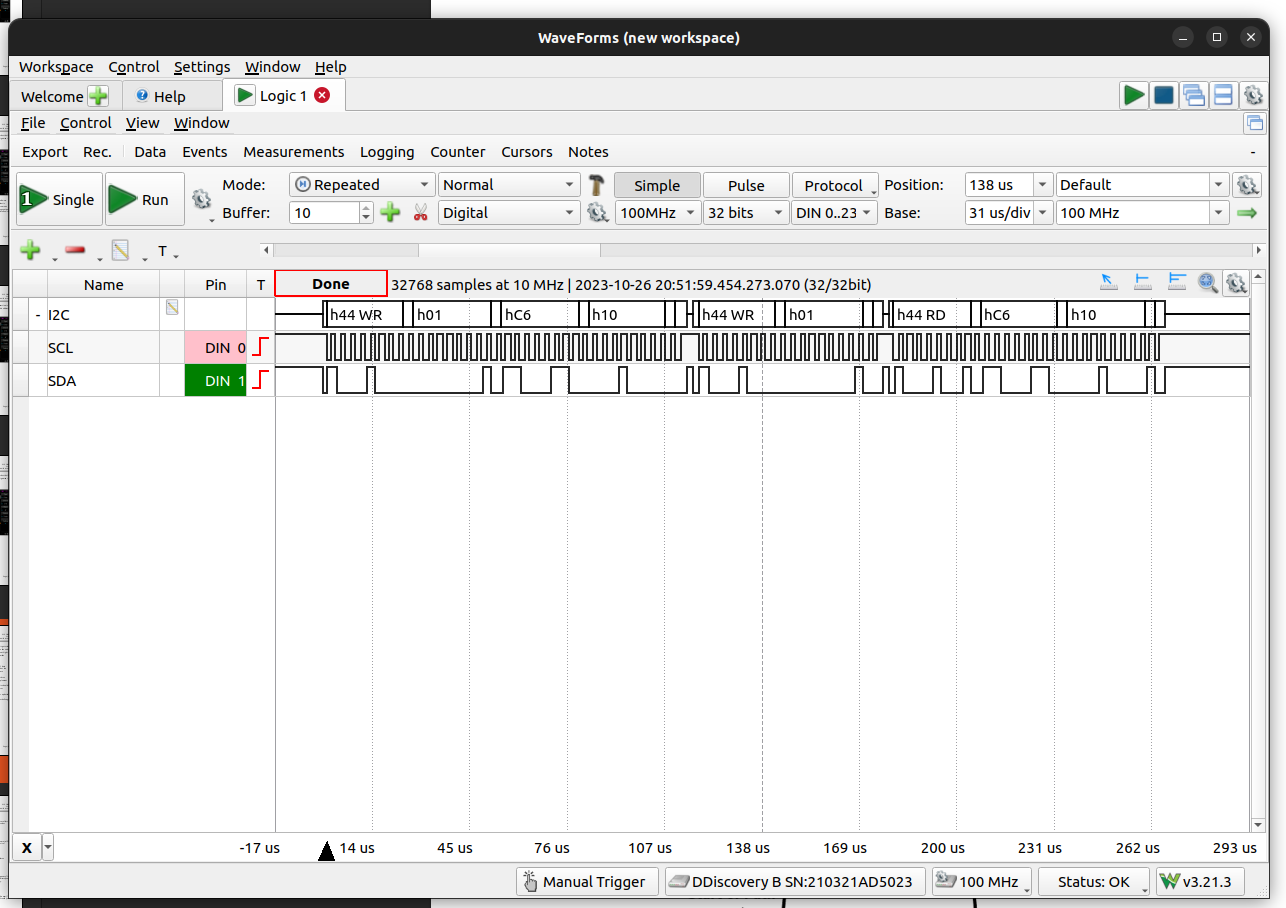 WaveForms (new workspace)
Workspace Control Settings Window Help
Welcome Help Logic 1
File Control View Window
Export Rec. Data Events Measurements Logging Counter Cursors Notes -
1 Single Run Mode: Repeated Normal Simple Pulse Protocol Position: 138 us Default
Buffer: 10 Digital 100MHz 32 bits DIN 0..23 Base: 31 us/div 100 MHz
T
Name Pin T Done 32768 samples at 10 MHz | 2023-10-26 20:51:59.454.273.070 (32/32bit)
- I2C h44 WR h01 hC6 h10 h44 WR h01 h44 RD hC6 h10
SCL DIN 0
SDA DIN 1
X -17 us 14 us 45 us 76 us 107 us 138 us 169 us 200 us 231 us 262 us 293 us
Manual Trigger DDiscovery B SN:210321AD5023 100 MHz Status: OK v3.21.3